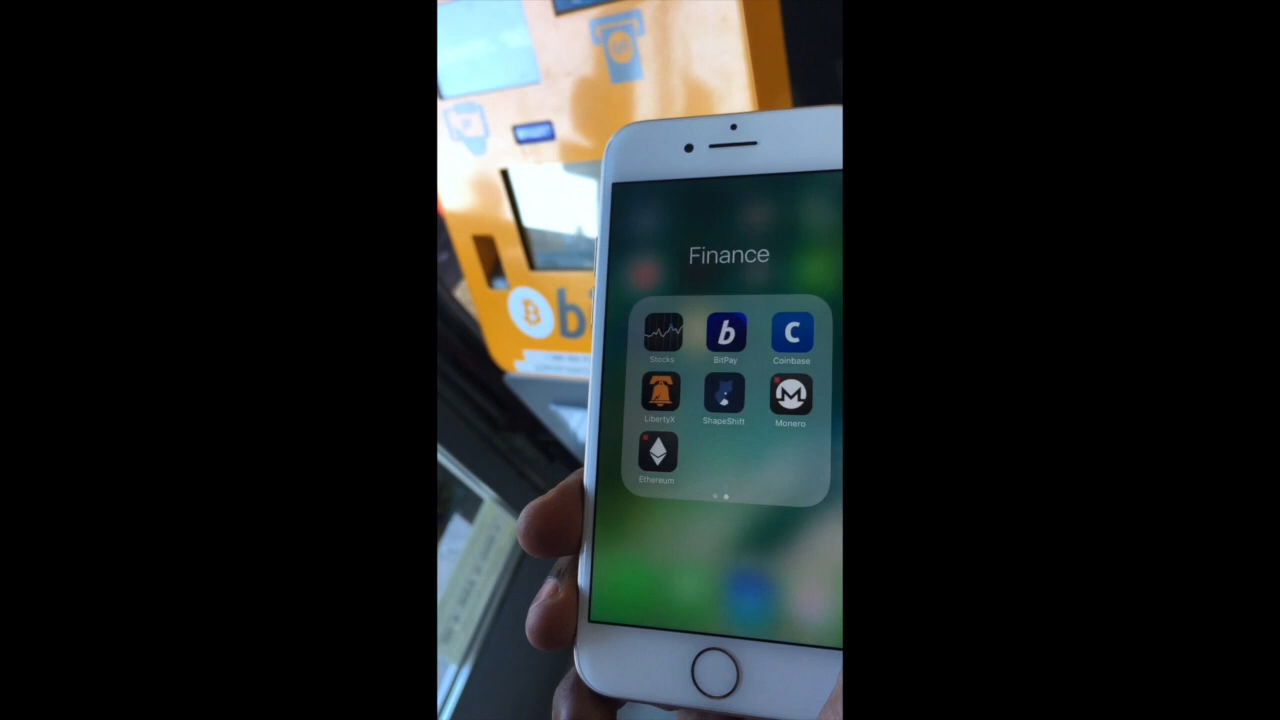 Finance
Stocks
BitPay
Coinbase
LibertyX
ShapeShift
Monero
Ethereum
b